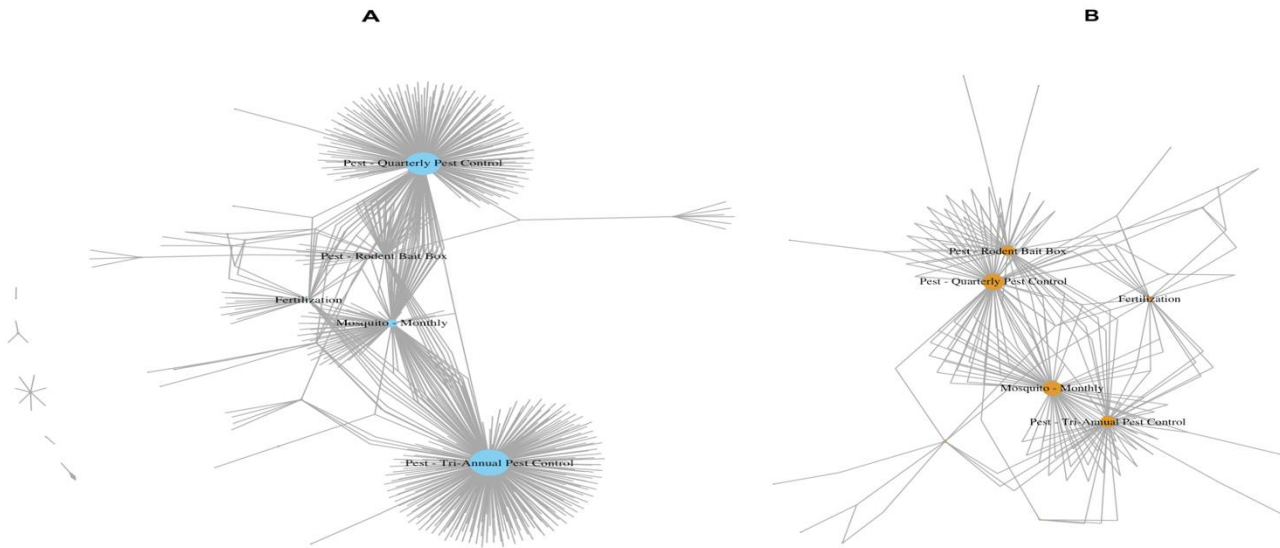 A
B
Pest - Quarterly Pest Control
Pest - Rodent Bait Box
Fertilization
Mosquito - Monthly
Pest - Tri-Annual Pest Control
Pest - Rodent Bait Box
Pest - Quarterly Pest Control
Fertilization
Mosquito - Monthly
Pest - Tri-Annual Pest Control